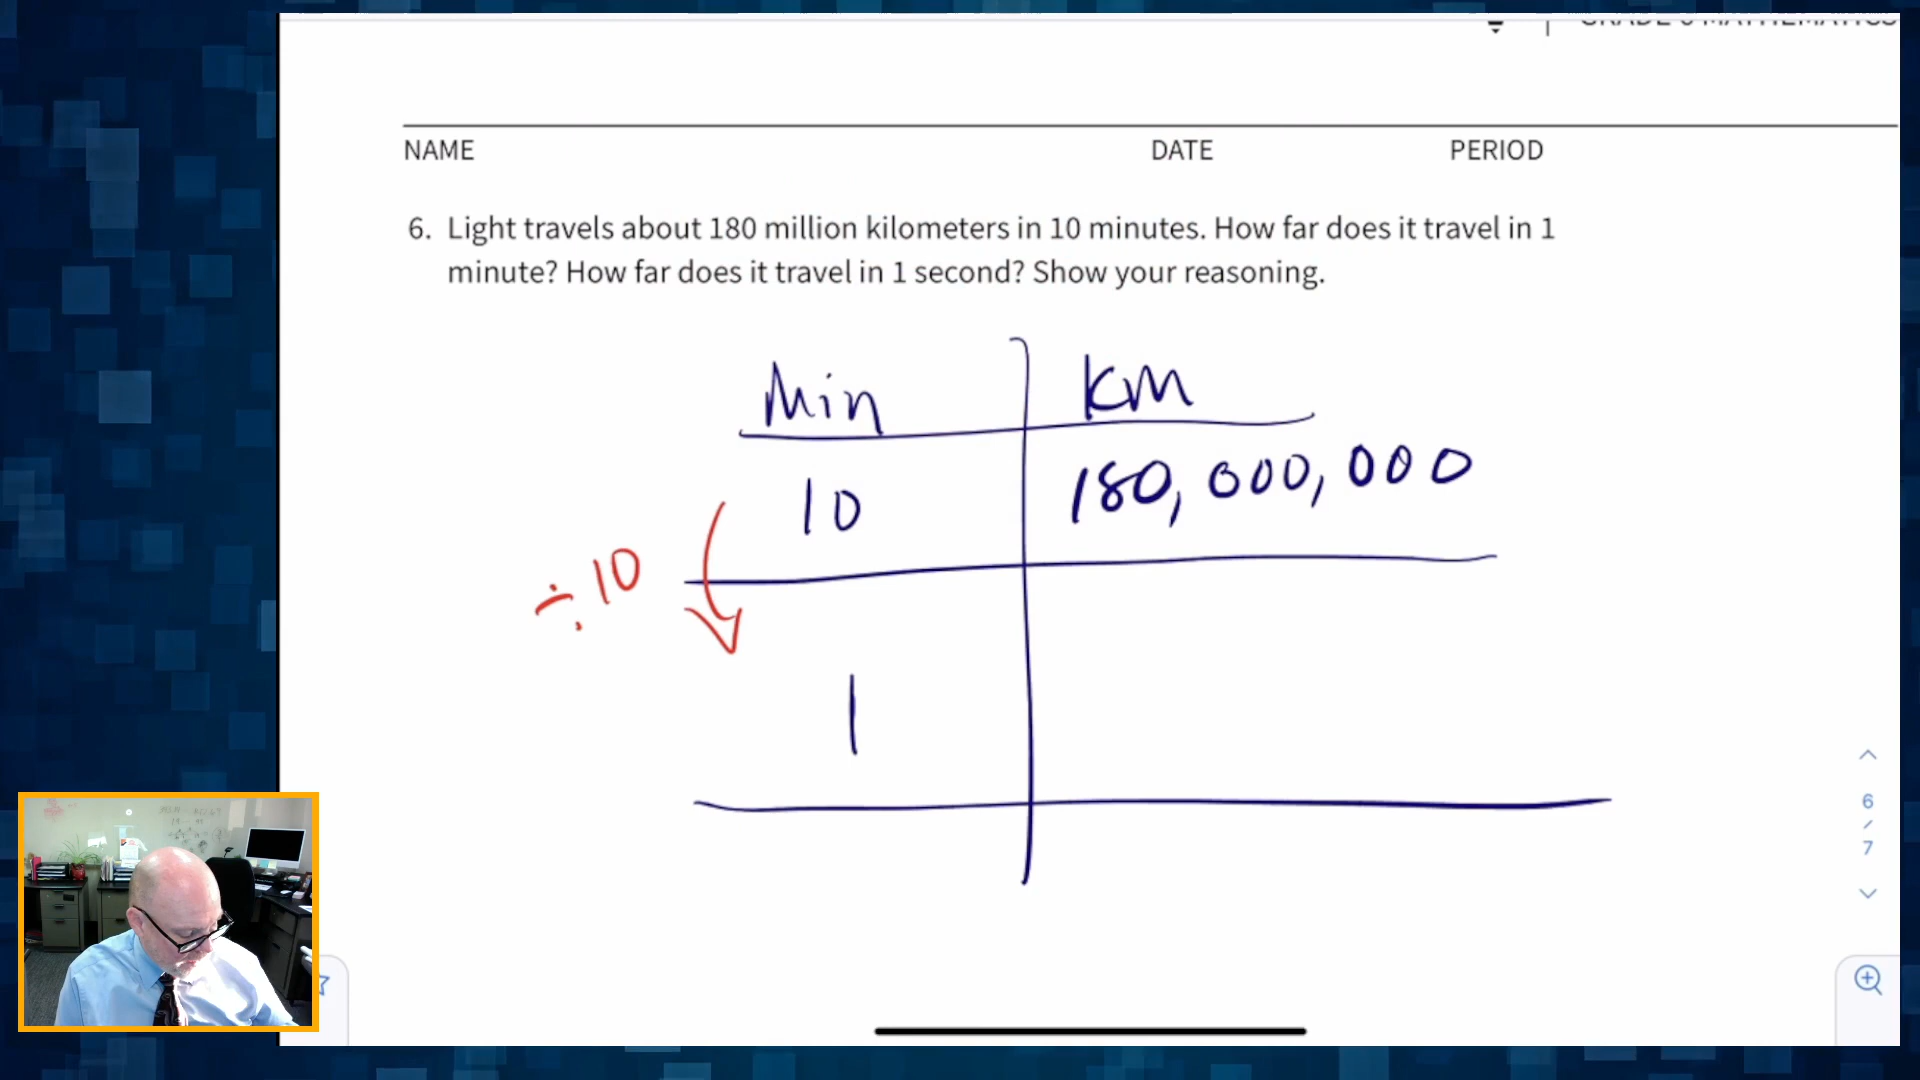 NAME DATE PERIOD
6. Light travels about 180 million kilometers in 10 minutes. How far does it travel in 1
minute? How far does it travel in 1 second? Show your reasoning.
Min KM
10 180,000,000
÷10
1
6
/
7